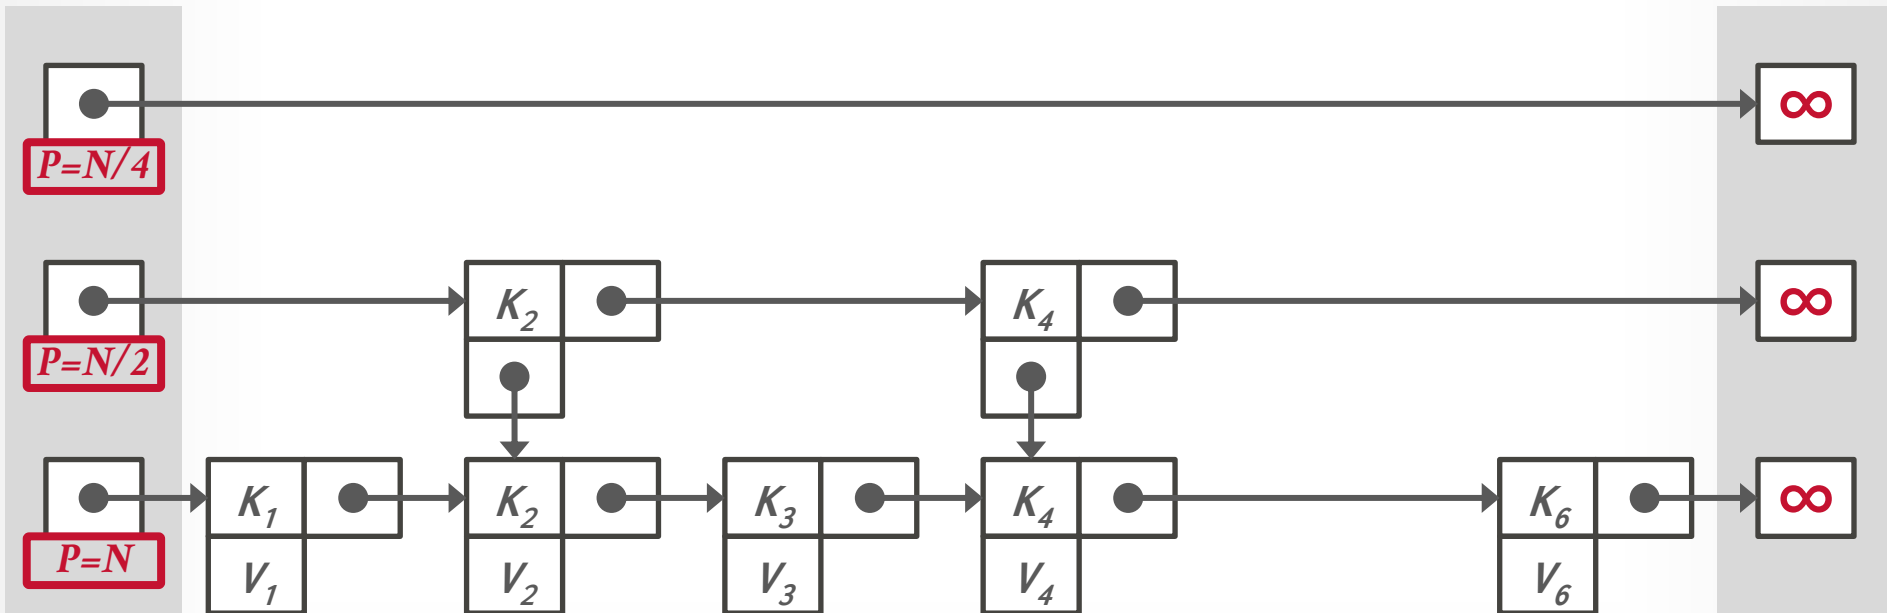 ∞
P=N/4
K₂ K₄ ∞
P=N/2
K₁ K₂ K₃ K₄ K₆ ∞
P=N
V₁ V₂ V₃ V₄ V₆